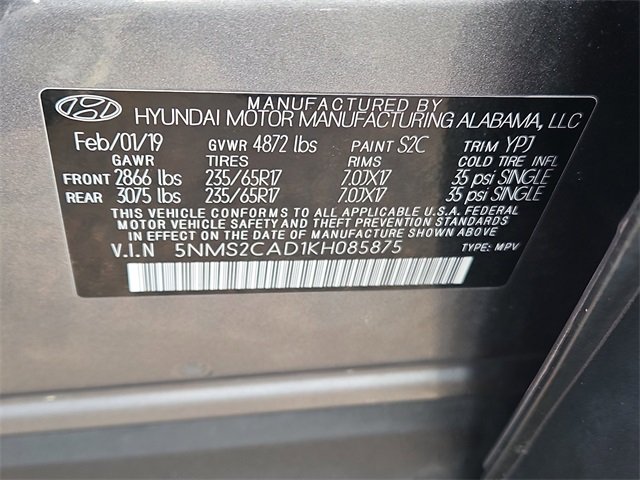 MANUFACTURED BY
HYUNDAI MOTOR MANUFACTURING ALABAMA, LLC
Feb/01/19 GVWR 4872 lbs PAINT S2C TRIM YPJ
GAWR TIRES RIMS COLD TIRE INFL
FRONT 2866 lbs 235/65R17 7.0JX17 35 psi SINGLE
REAR 3075 lbs 235/65R17 7.0JX17 35 psi SINGLE
THIS VEHICLE CONFORMS TO ALL APPLICABLE U.S.A. FEDERAL
MOTOR VEHICLE SAFETY AND THEFT PREVENTION STANDARDS
IN EFFECT ON THE DATE OF MANUFACTURE SHOWN ABOVE
V.I.N 5NMS2CAD1KH085875 TYPE: MPV